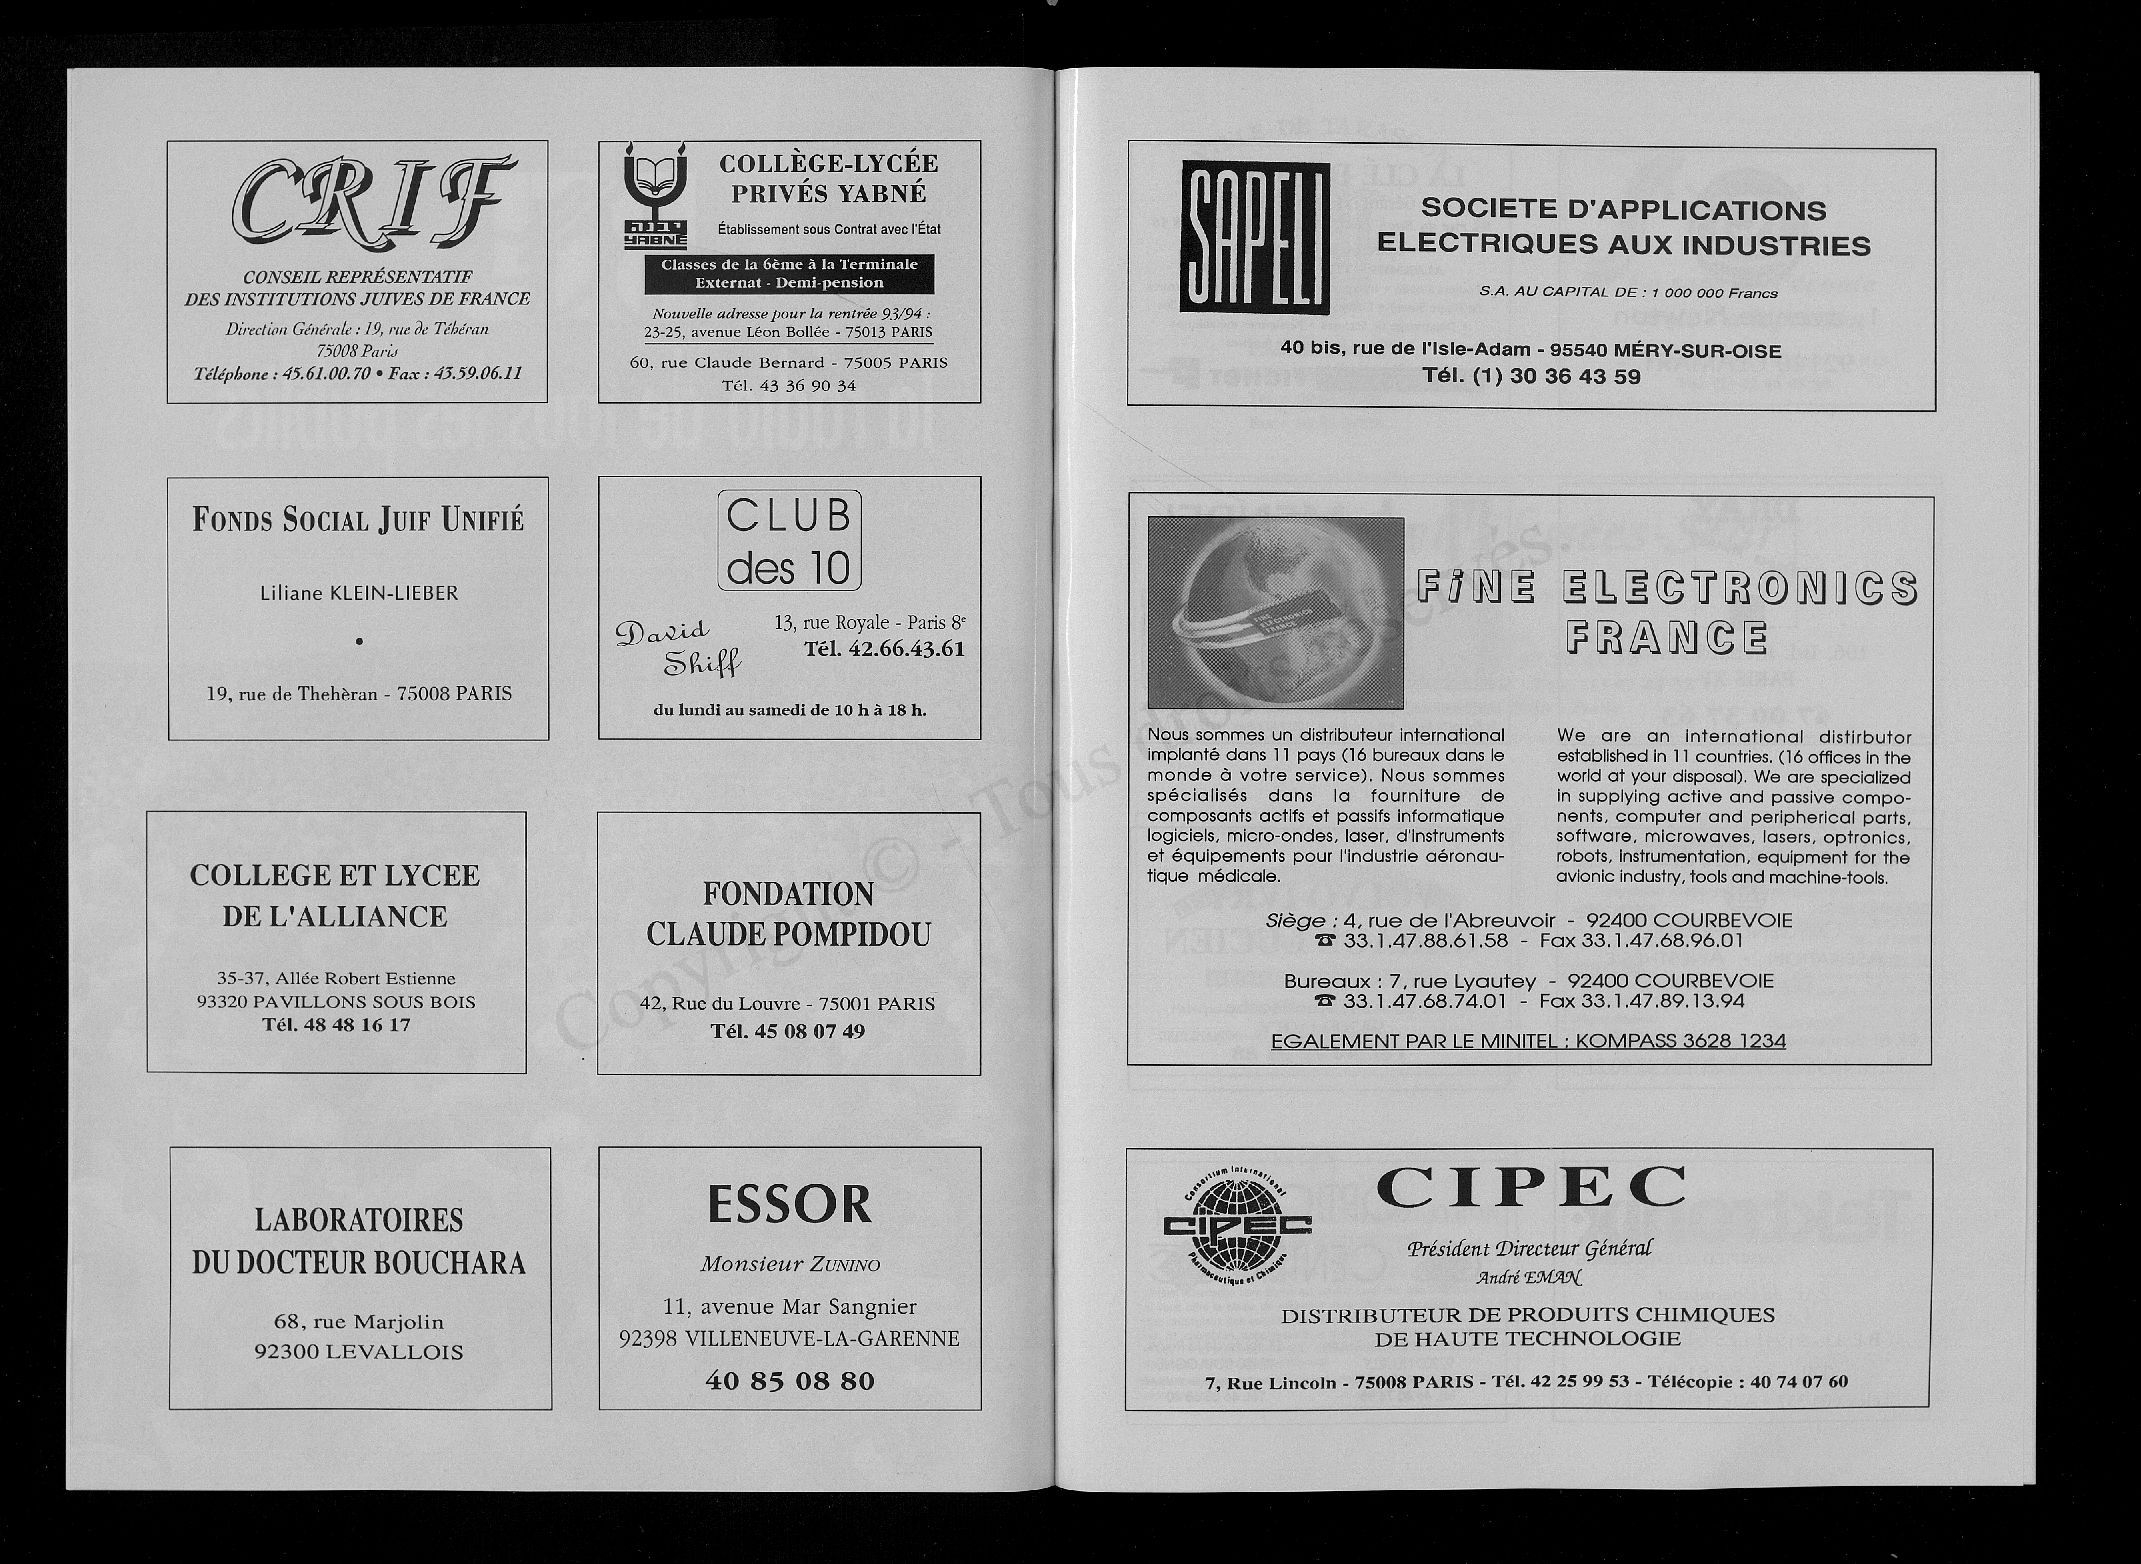 CRIF
CONSEIL REPRÉSENTATIF
DES INSTITUTIONS JUIVES DE FRANCE
Direction Générale : 19, rue de Téhéran
75008 Paris
Téléphone : 45.61.00.70 • Fax : 43.59.06.11
יבנה
YABNÉ
COLLÈGE-LYCÉE
PRIVÉS YABNÉ
Établissement sous Contrat avec l'État
Classes de la 6ème à la Terminale
Externat - Demi-pension
Nouvelle adresse pour la rentrée 93/94 :
23-25, avenue Léon Bollée - 75013 PARIS
60, rue Claude Bernard - 75005 PARIS
Tél. 43 36 90 34
FONDS SOCIAL JUIF UNIFIÉ
Liliane KLEIN-LIEBER
•
19, rue de Thehèran - 75008 PARIS
CLUB
des 10
David
Shiff
13, rue Royale - Paris 8e
Tél. 42.66.43.61
du lundi au samedi de 10 h à 18 h.
COLLEGE ET LYCEE
DE L'ALLIANCE
35-37, Allée Robert Estienne
93320 PAVILLONS SOUS BOIS
Tél. 48 48 16 17
FONDATION
CLAUDE POMPIDOU
42, Rue du Louvre - 75001 PARIS
Tél. 45 08 07 49
LABORATOIRES
DU DOCTEUR BOUCHARA
68, rue Marjolin
92300 LEVALLOIS
ESSOR
Monsieur ZUNINO
11, avenue Mar Sangnier
92398 VILLENEUVE-LA-GARENNE
40 85 08 80
SAPELI
SOCIETE D'APPLICATIONS
ELECTRIQUES AUX INDUSTRIES
S.A. AU CAPITAL DE : 1 000 000 Francs
40 bis, rue de l'Isle-Adam - 95540 MÉRY-SUR-OISE
Tél. (1) 30 36 43 59
FINE ELECTRONICS FRANCE
FiNE ELECTRONICS
FRANCE
Nous sommes un distributeur international
implanté dans 11 pays (16 bureaux dans le
monde à votre service). Nous sommes
spécialisés dans la fourniture de
composants actifs et passifs informatique
logiciels, micro-ondes, laser, d'instruments
et équipements pour l'industrie aéronau-
tique médicale.
We are an international distirbutor
established in 11 countries. (16 offices in the
world at your disposal). We are specialized
in supplying active and passive compo-
nents, computer and peripherical parts,
software, microwaves, lasers, optronics,
robots, instrumentation, equipment for the
avionic industry, tools and machine-tools.
Siège : 4, rue de l'Abreuvoir - 92400 COURBEVOIE
☎ 33.1.47.88.61.58 - Fax 33.1.47.68.96.01
Bureaux : 7, rue Lyautey - 92400 COURBEVOIE
☎ 33.1.47.68.74.01 - Fax 33.1.47.89.13.94
EGALEMENT PAR LE MINITEL : KOMPASS 3628 1234
Consortium International
CIPEC
Pharmaceutique et Chimique
CIPEC
Président Directeur Général
André EMAN
DISTRIBUTEUR DE PRODUITS CHIMIQUES
DE HAUTE TECHNOLOGIE
7, Rue Lincoln - 75008 PARIS - Tél. 42 25 99 53 - Télécopie : 40 74 07 60
Copyright © - Tous droits réservés.